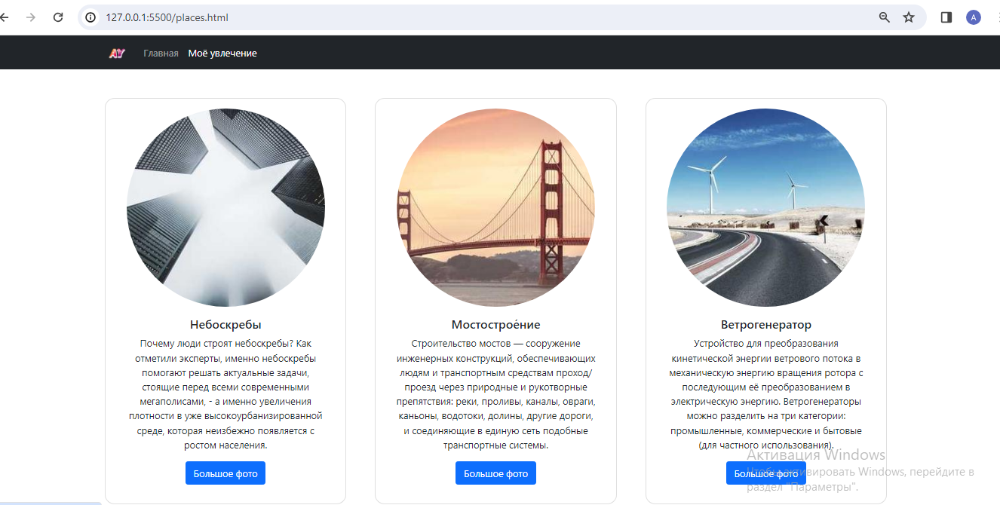 127.0.0.1:5500/places.html
A
AY
Главная
Моё увлечение
Небоскребы
Почему люди строят небоскребы? Как
отметили эксперты, именно небоскребы
помогают решать актуальные задачи,
стоящие перед всеми современными
мегаполисами, - а именно увеличения
плотности в уже высокоурбанизированной
среде, которая неизбежно появляется с
ростом населения.
Большое фото
Мостострое́ние
Строительство мостов — сооружение
инженерных конструкций, обеспечивающих
людям и транспортным средствам проход/
проезд через природные и рукотворные
препятствия: реки, проливы, каналы, овраги,
каньоны, водотоки, долины, другие дороги,
и соединяющие в единую сеть подобные
транспортные системы.
Большое фото
Ветрогенератор
Устройство для преобразования
кинетической энергии ветрового потока в
механическую энергию вращения ротора с
последующим её преобразованием в
электрическую энергию. Ветрогенераторы
можно разделить на три категории:
промышленные, коммерческие и бытовые
(для частного использования).
Большое фото
Активация Windows
Чтобы активировать Windows, перейдите в
раздел "Параметры".